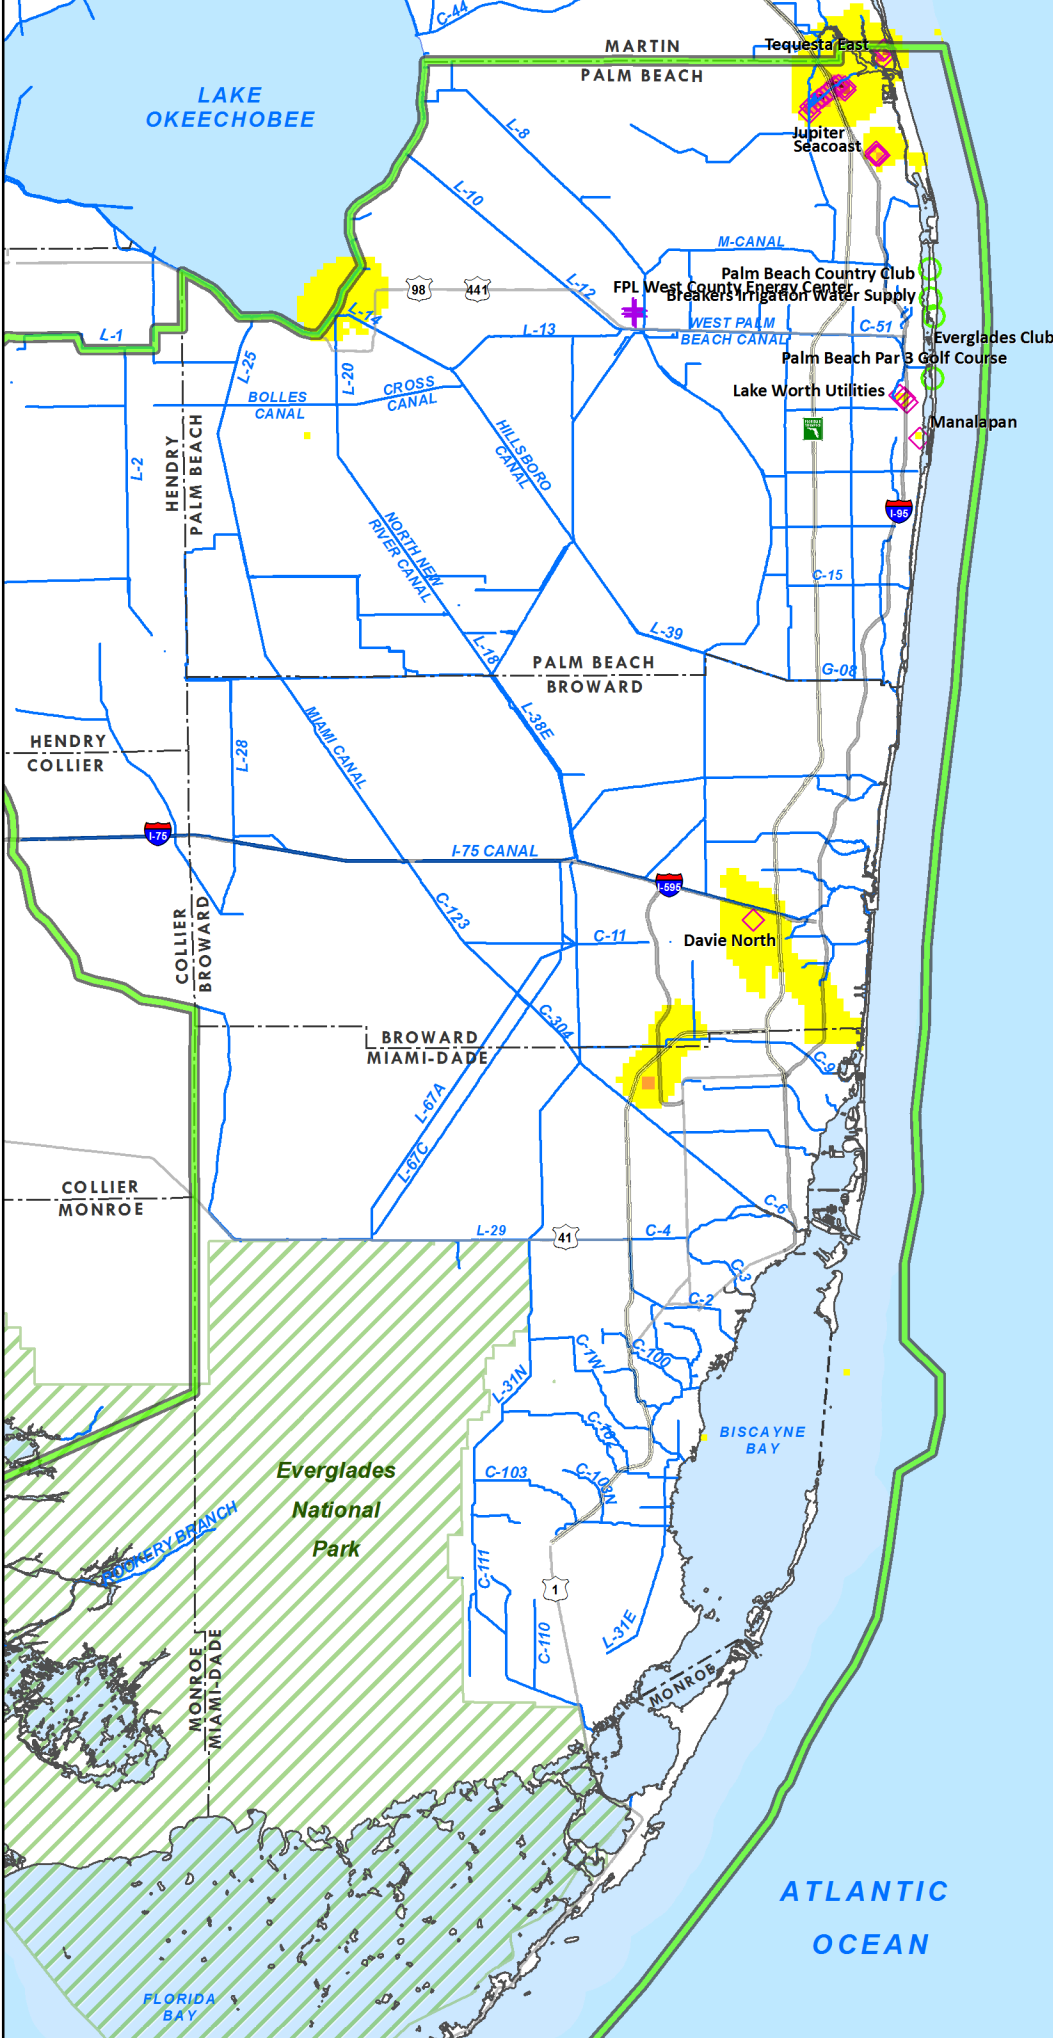 C-44
MARTIN
PALM BEACH
Tequesta East
LAKE
OKEECHOBEE
L-8
Jupiter
Seacoast
L-10
M-CANAL
Palm Beach Country Club
FPL West County Energy Center
Breakers Irrigation Water Supply
98
441
L-12
L-14
L-13
WEST PALM
BEACH CANAL
C-51
Everglades Club
L-1
Palm Beach Par 3 Golf Course
L-25
L-20
CROSS
CANAL
BOLLES
CANAL
Lake Worth Utilities
Manalapan
HENDRY
PALM BEACH
L-2
HILLSBORO
CANAL
I-95
NORTH NEW
RIVER CANAL
C-15
L-39
L-18
PALM BEACH
BROWARD
G-08
L-38E
MIAMI CANAL
HENDRY
COLLIER
L-28
I-75
I-75 CANAL
I-595
C-123
COLLIER
BROWARD
C-11
Davie North
C-304
BROWARD
MIAMI-DADE
C-9
L-67A
L-67C
COLLIER
MONROE
C-6
L-29
41
C-4
C-3
C-2
C-1W
C-100
L-31N
C-102
BISCAYNE
BAY
Everglades
National
Park
C-103
C-103N
ROOKERY BRANCH
C-111
1
C-110
L-31E
MONROE
MIAMI-DADE
MONROE
ATLANTIC
OCEAN
FLORIDA
BAY